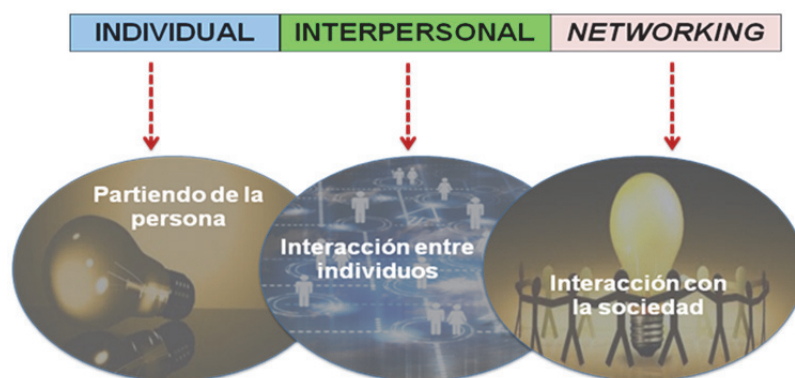 INDIVIDUAL INTERPERSONAL NETWORKING
Partiendo de la
persona
Interacción entre
individuos
Interacción con
la sociedad